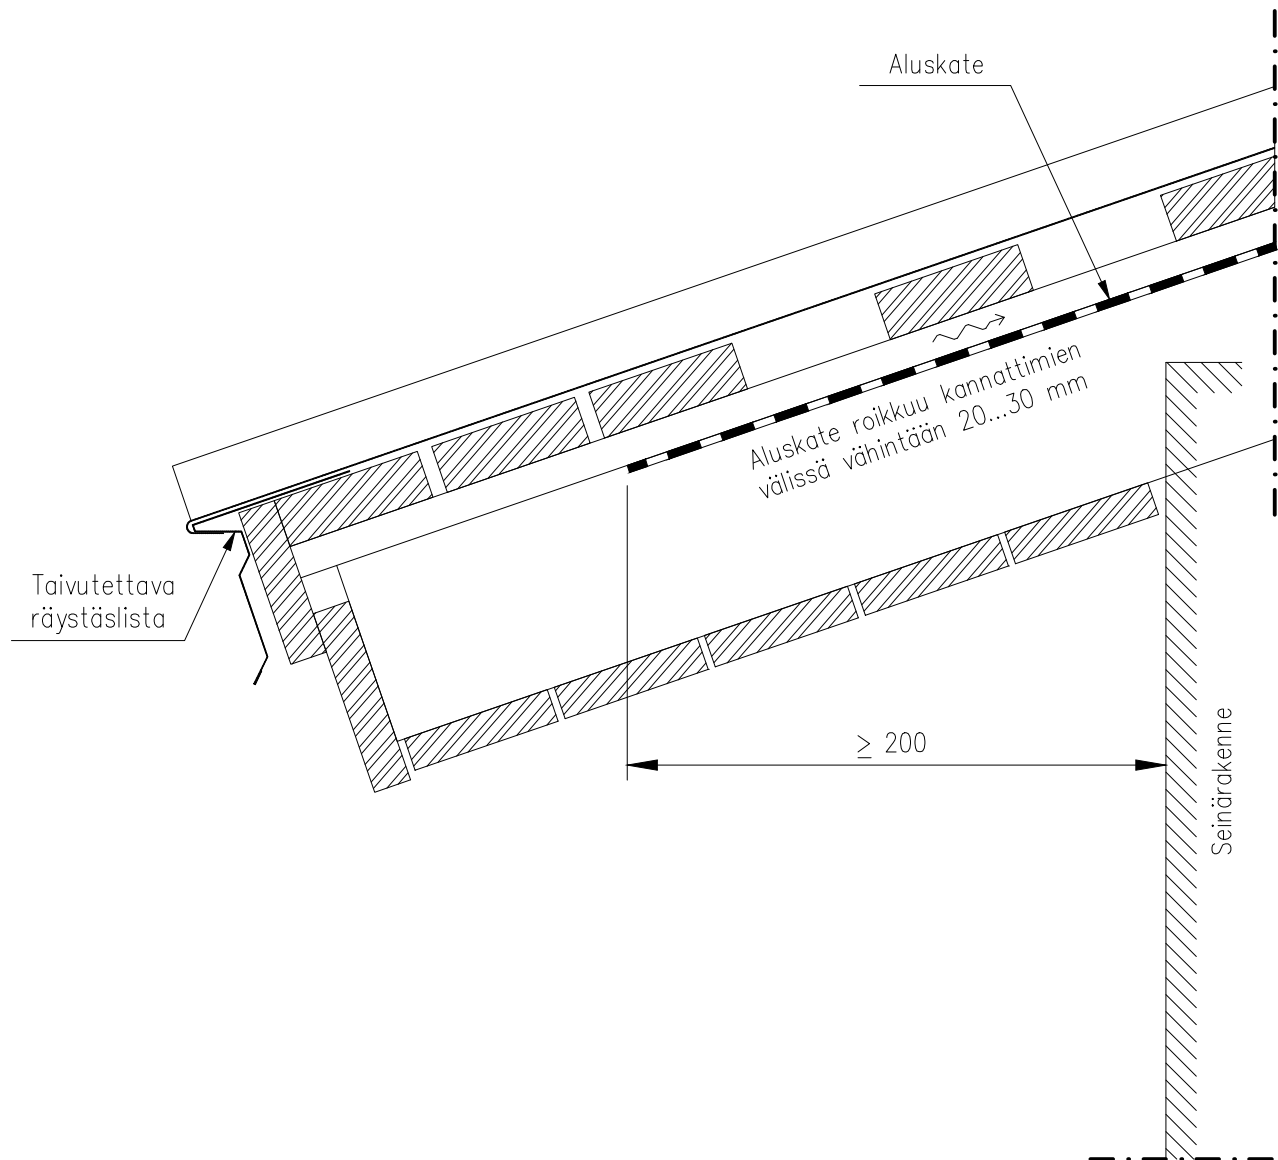 Aluskate
Aluskate roikkuu kannattimien
välissä vähintään 20...30 mm
Taivutettava
räystäslista
≥ 200
Seinärakenne